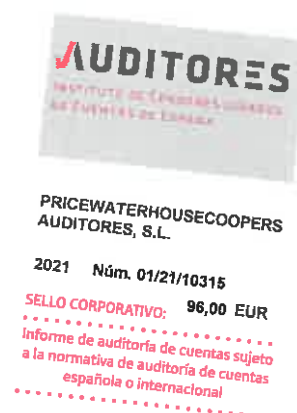 AUDITORES
INSTITUTO DE CENSORES JURADOS
DE CUENTAS DE ESPAÑA
PRICEWATERHOUSECOOPERS
AUDITORES, S.L.
2021 Núm. 01/21/10315
SELLO CORPORATIVO: 96,00 EUR
Informe de auditoría de cuentas sujeto
a la normativa de auditoría de cuentas
española o internacional